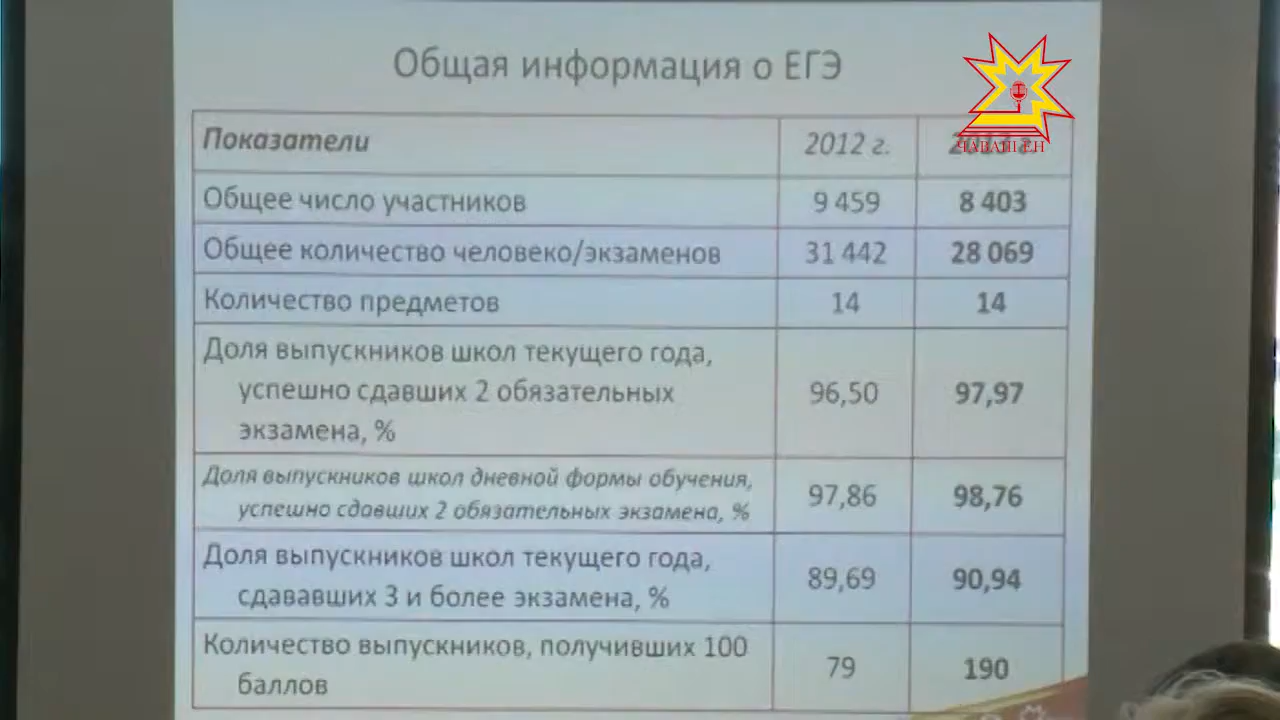 Общая информация о ЕГЭ
Показатели 2012 г. 2013 г.
Общее число участников 9 459 8 403
Общее количество человеко/экзаменов 31 442 28 069
Количество предметов 14 14
Доля выпускников школ текущего года,
успешно сдавших 2 обязательных 96,50 97,97
экзамена, %
Доля выпускников школ дневной формы обучения,
успешно сдавших 2 обязательных экзамена, % 97,86 98,76
Доля выпускников школ текущего года,
сдававших 3 и более экзамена, % 89,69 90,94
Количество выпускников, получивших 100
баллов 79 190
ЧӐВАШ ЕН